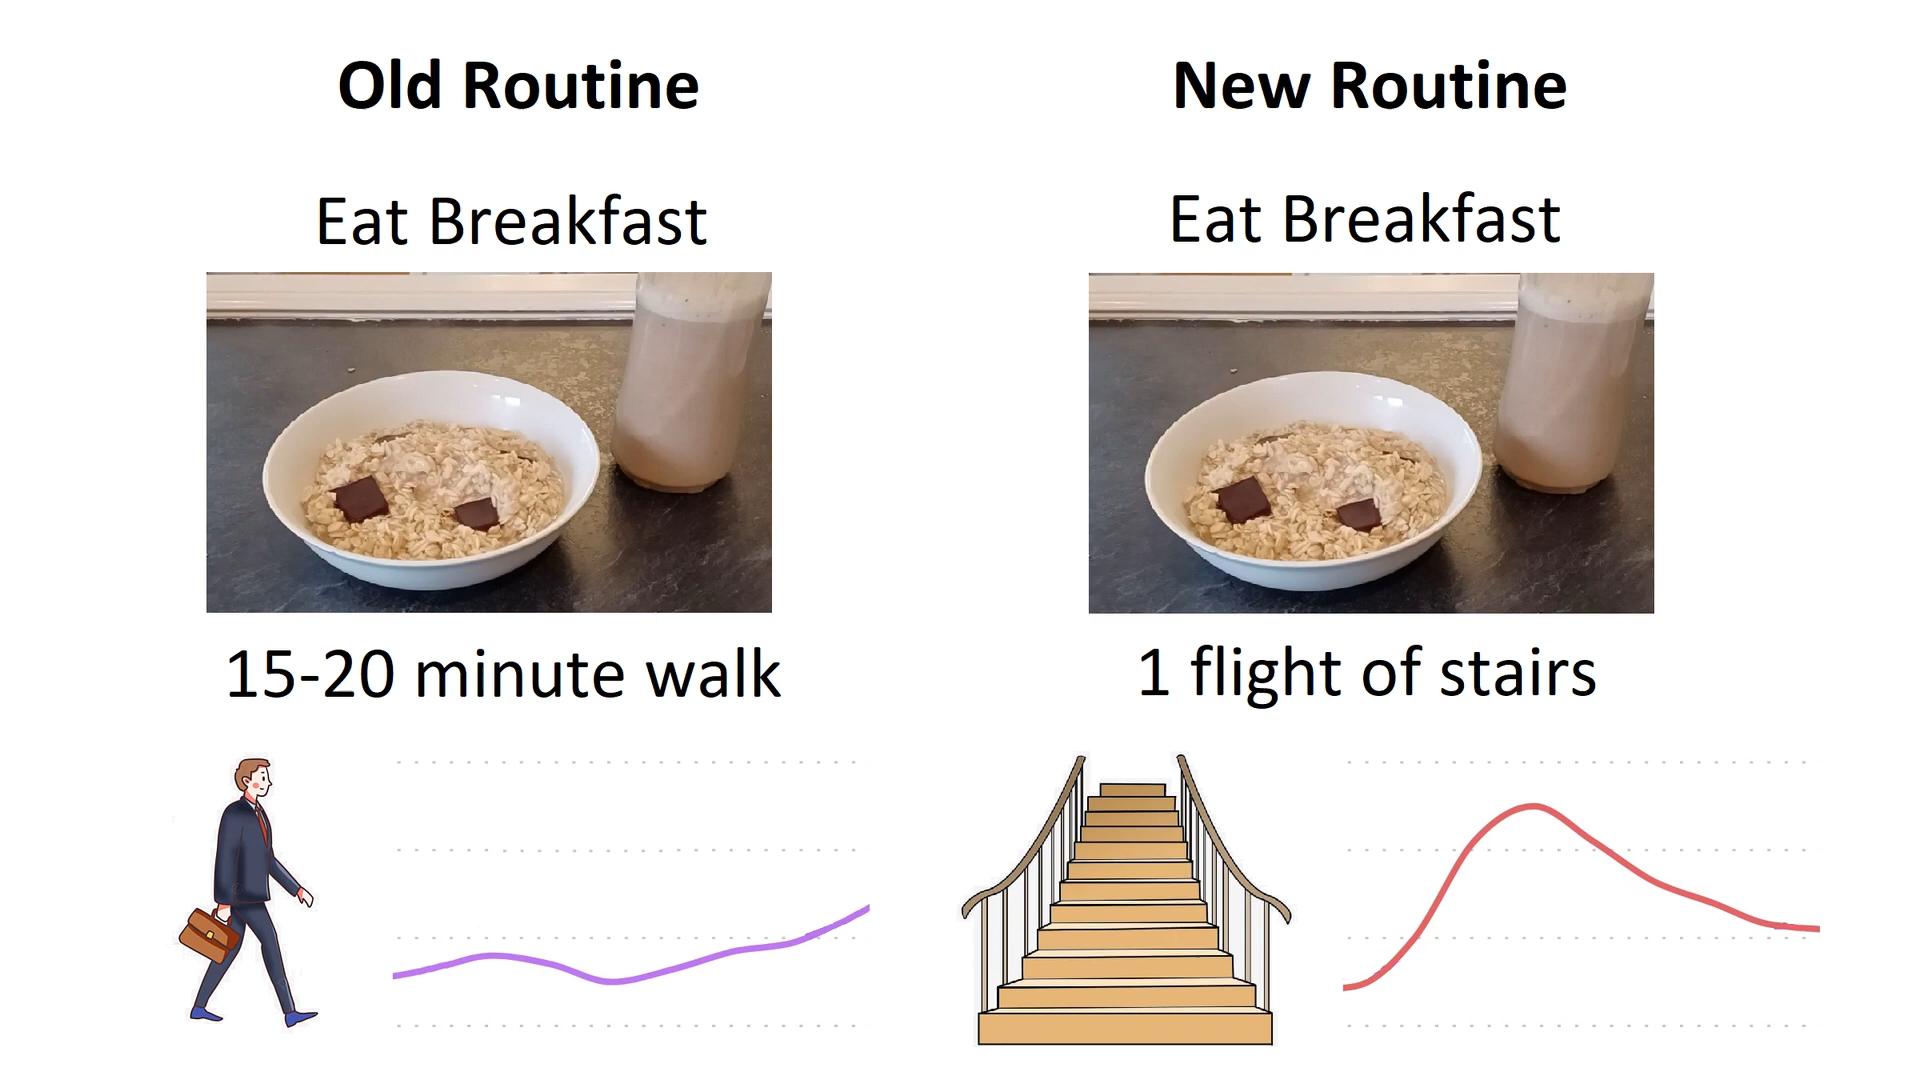 Old Routine
Eat Breakfast
15-20 minute walk
New Routine
Eat Breakfast
1 flight of stairs